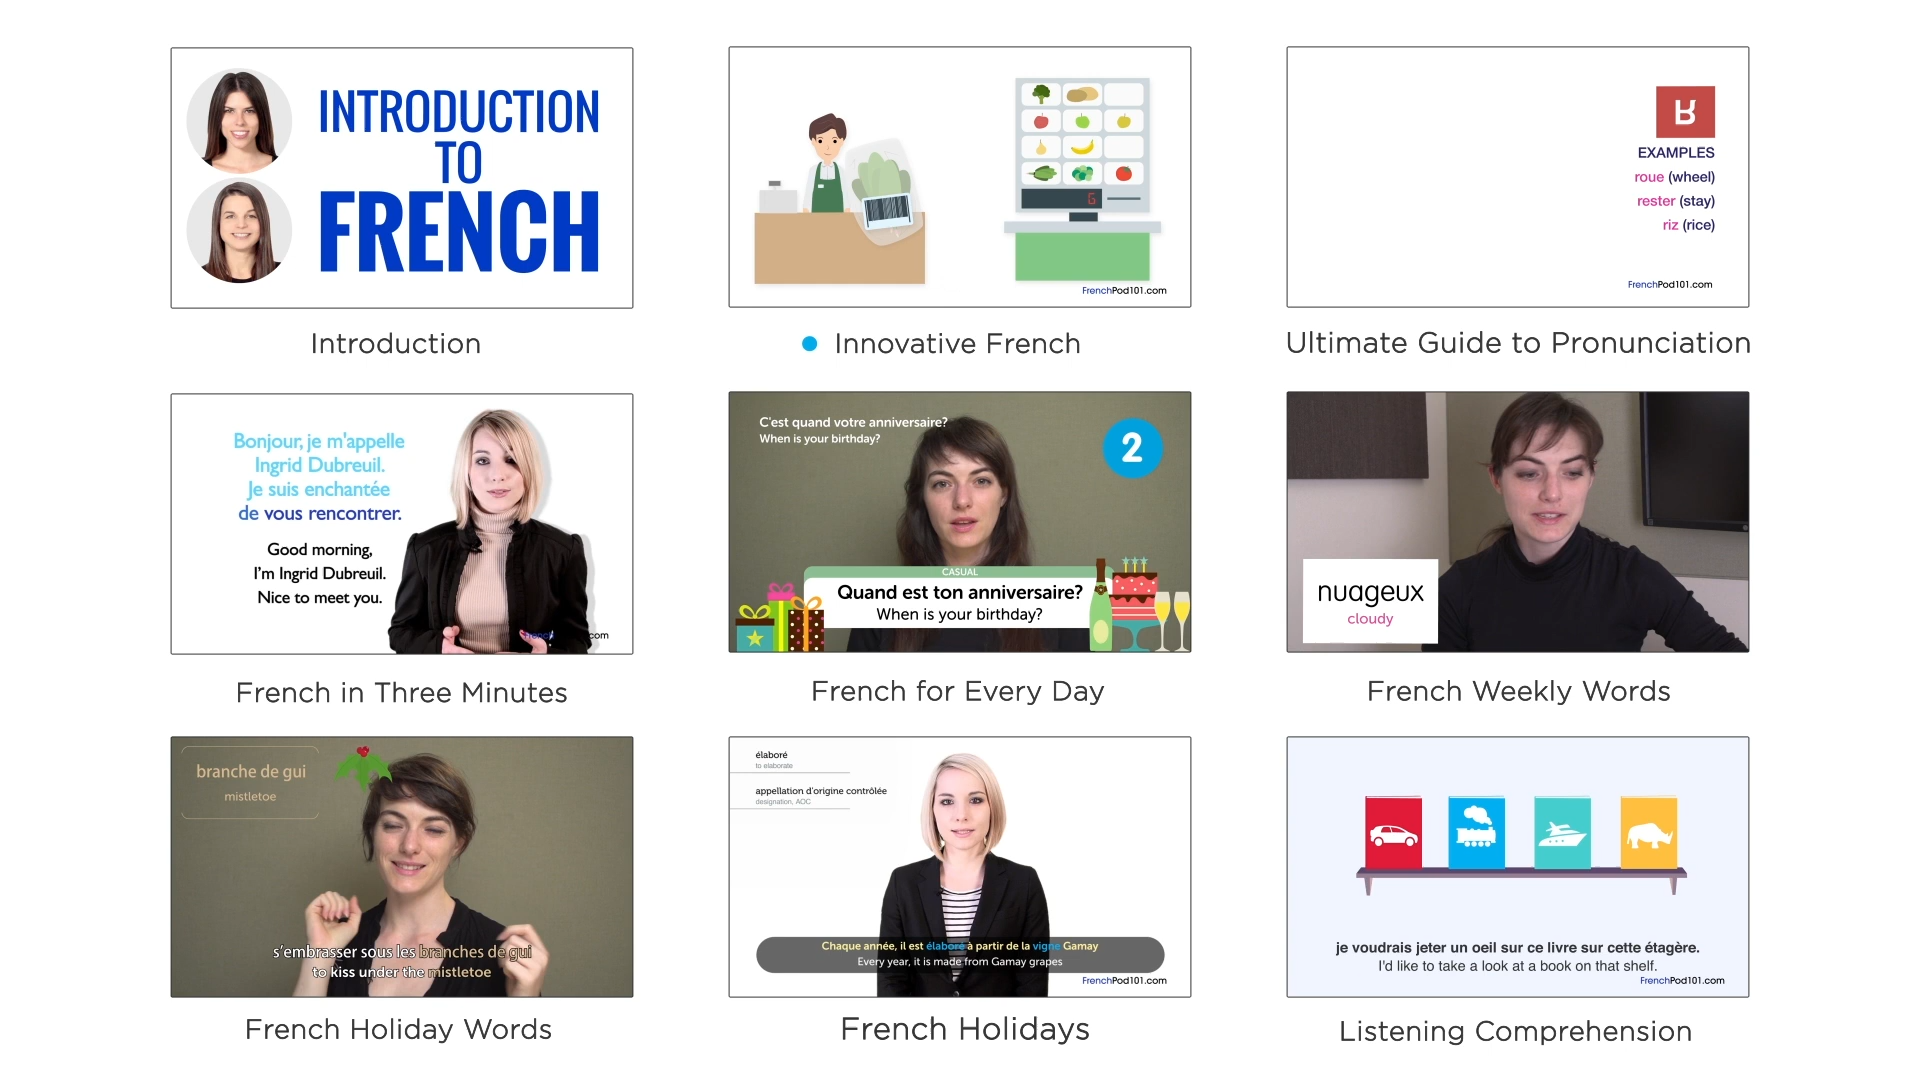 INTRODUCTION
TO
FRENCH
Introduction
6
FrenchPod101.com
Innovative French
ʁ
EXAMPLES
roue (wheel)
rester (stay)
riz (rice)
FrenchPod101.com
Ultimate Guide to Pronunciation
Bonjour, je m'appelle
Ingrid Dubreuil.
Je suis enchantée
de vous rencontrer.
Good morning,
I'm Ingrid Dubreuil.
Nice to meet you.
French com
French in Three Minutes
C'est quand votre anniversaire?
When is your birthday?
2
CASUAL
Quand est ton anniversaire?
When is your birthday?
French for Every Day
nuageux
cloudy
French Weekly Words
branche de gui
mistletoe
s'embrasser sous les branches de gui
to kiss under the mistletoe
French Holiday Words
élaboré
to elaborate
appellation d'origine contrôlée
designation, AOC
Chaque année, il est élaboré à partir de la vigne Gamay
Every year, it is made from Gamay grapes
FrenchPod101.com
French Holidays
je voudrais jeter un oeil sur ce livre sur cette étagère.
I'd like to take a look at a book on that shelf.
FrenchPod101.com
Listening Comprehension